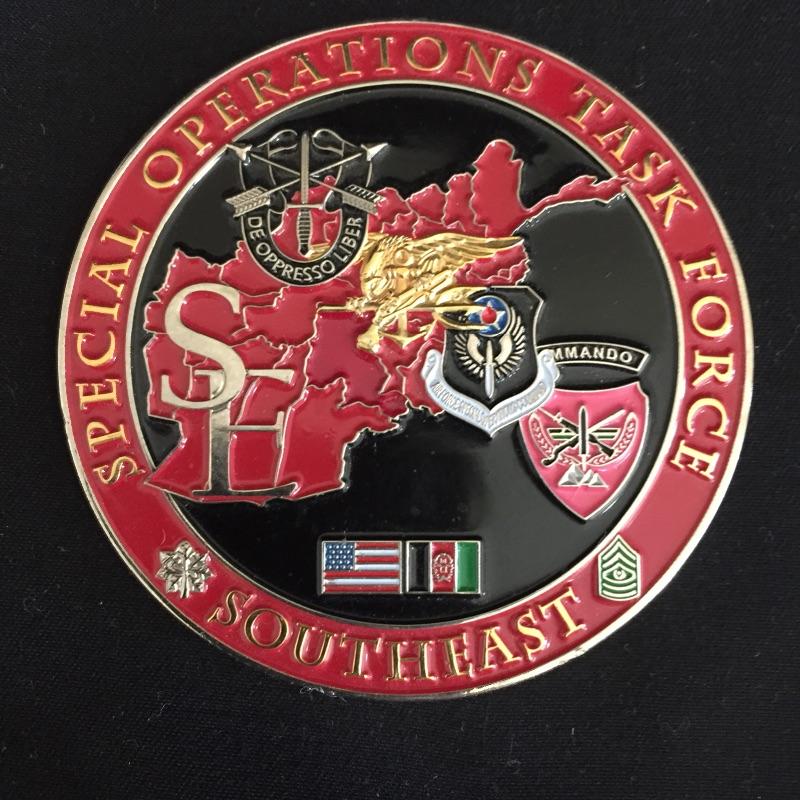 SPECIAL OPERATIONS TASK FORCE
DE OPPRESSO LIBER
SE
MMANDO
SOUTHEAST